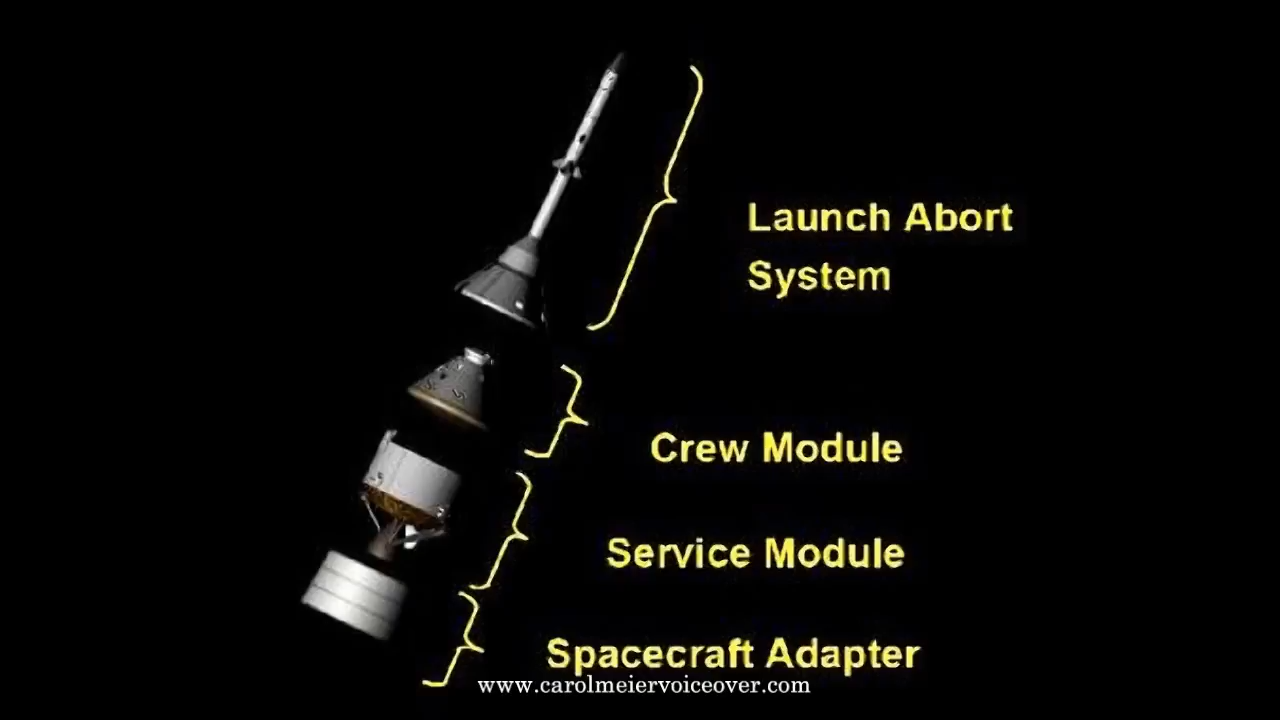 Launch Abort
System
Crew Module
Service Module
Spacecraft Adapter
www.carolmeiervoiceover.com